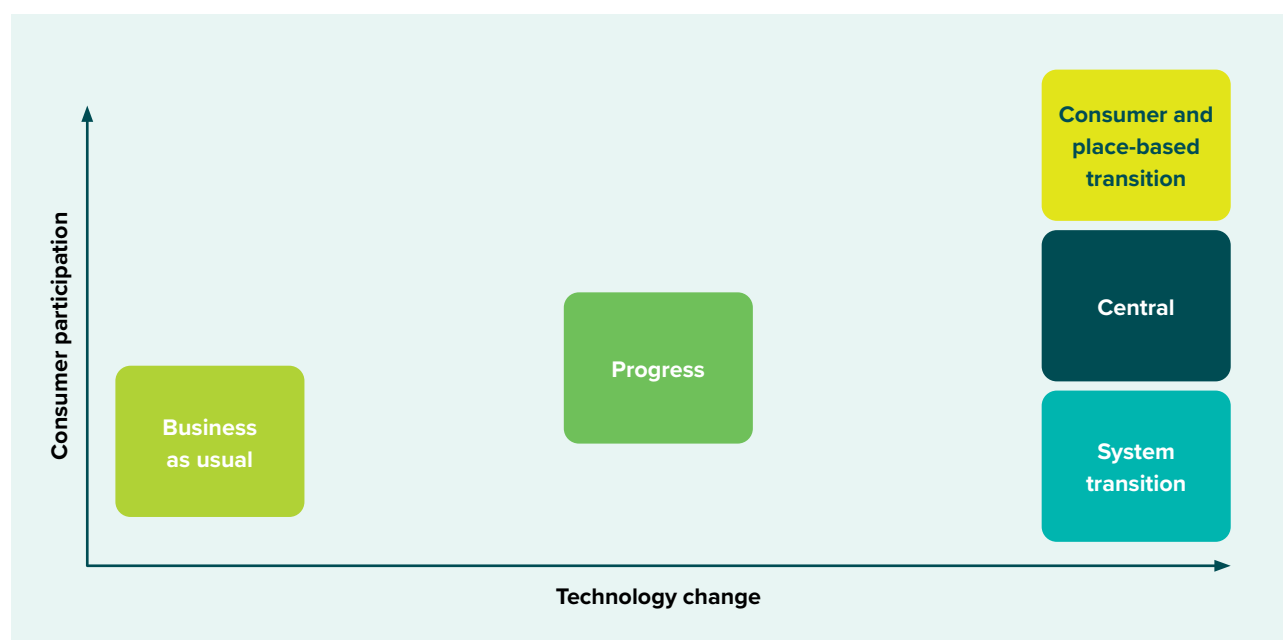 Consumer and
place-based
transition
Central
System
transition
Progress
Business
as usual
Consumer participation
Technology change